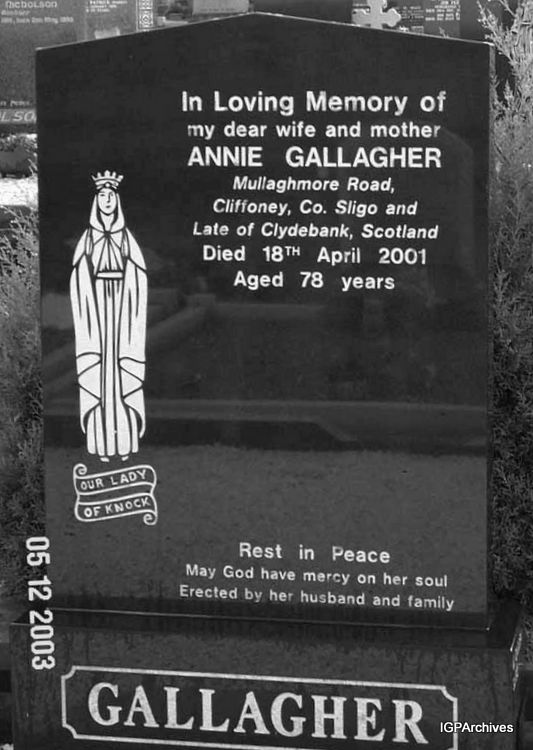 Nicholson
In Loving Memory of
my dear wife and mother
ANNIE GALLAGHER
Mullaghmore Road,
Cliffoney, Co. Sligo and
Late of Clydebank, Scotland
Died 18TH April 2001
Aged 78 years
OUR LADY
OF KNOCK
Rest in Peace
May God have mercy on her soul
Erected by her husband and family
GALLAGHER
05 12 2003
IGPArchives